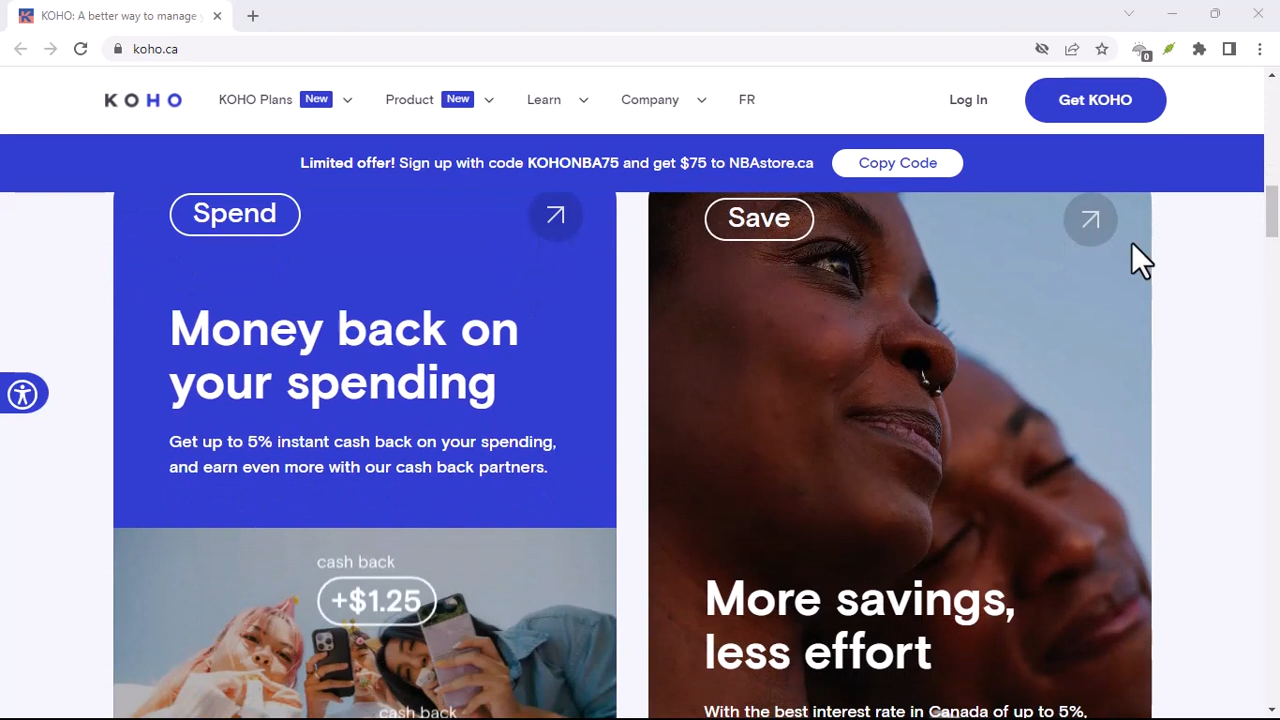 KOHO: A better way to manage
koho.ca
0
KOHO
KOHO Plans New
Product New
Learn
Company
FR
Log In
Get KOHO
Limited offer! Sign up with code KOHONBA75 and get $75 to NBAstore.ca
Copy Code
Spend
Money back on
your spending
Get up to 5% instant cash back on your spending,
and earn even more with our cash back partners.
cash back
+$1.25
cash back
Save
More savings,
less effort
With the best interest rate in Canada of up to 5%,